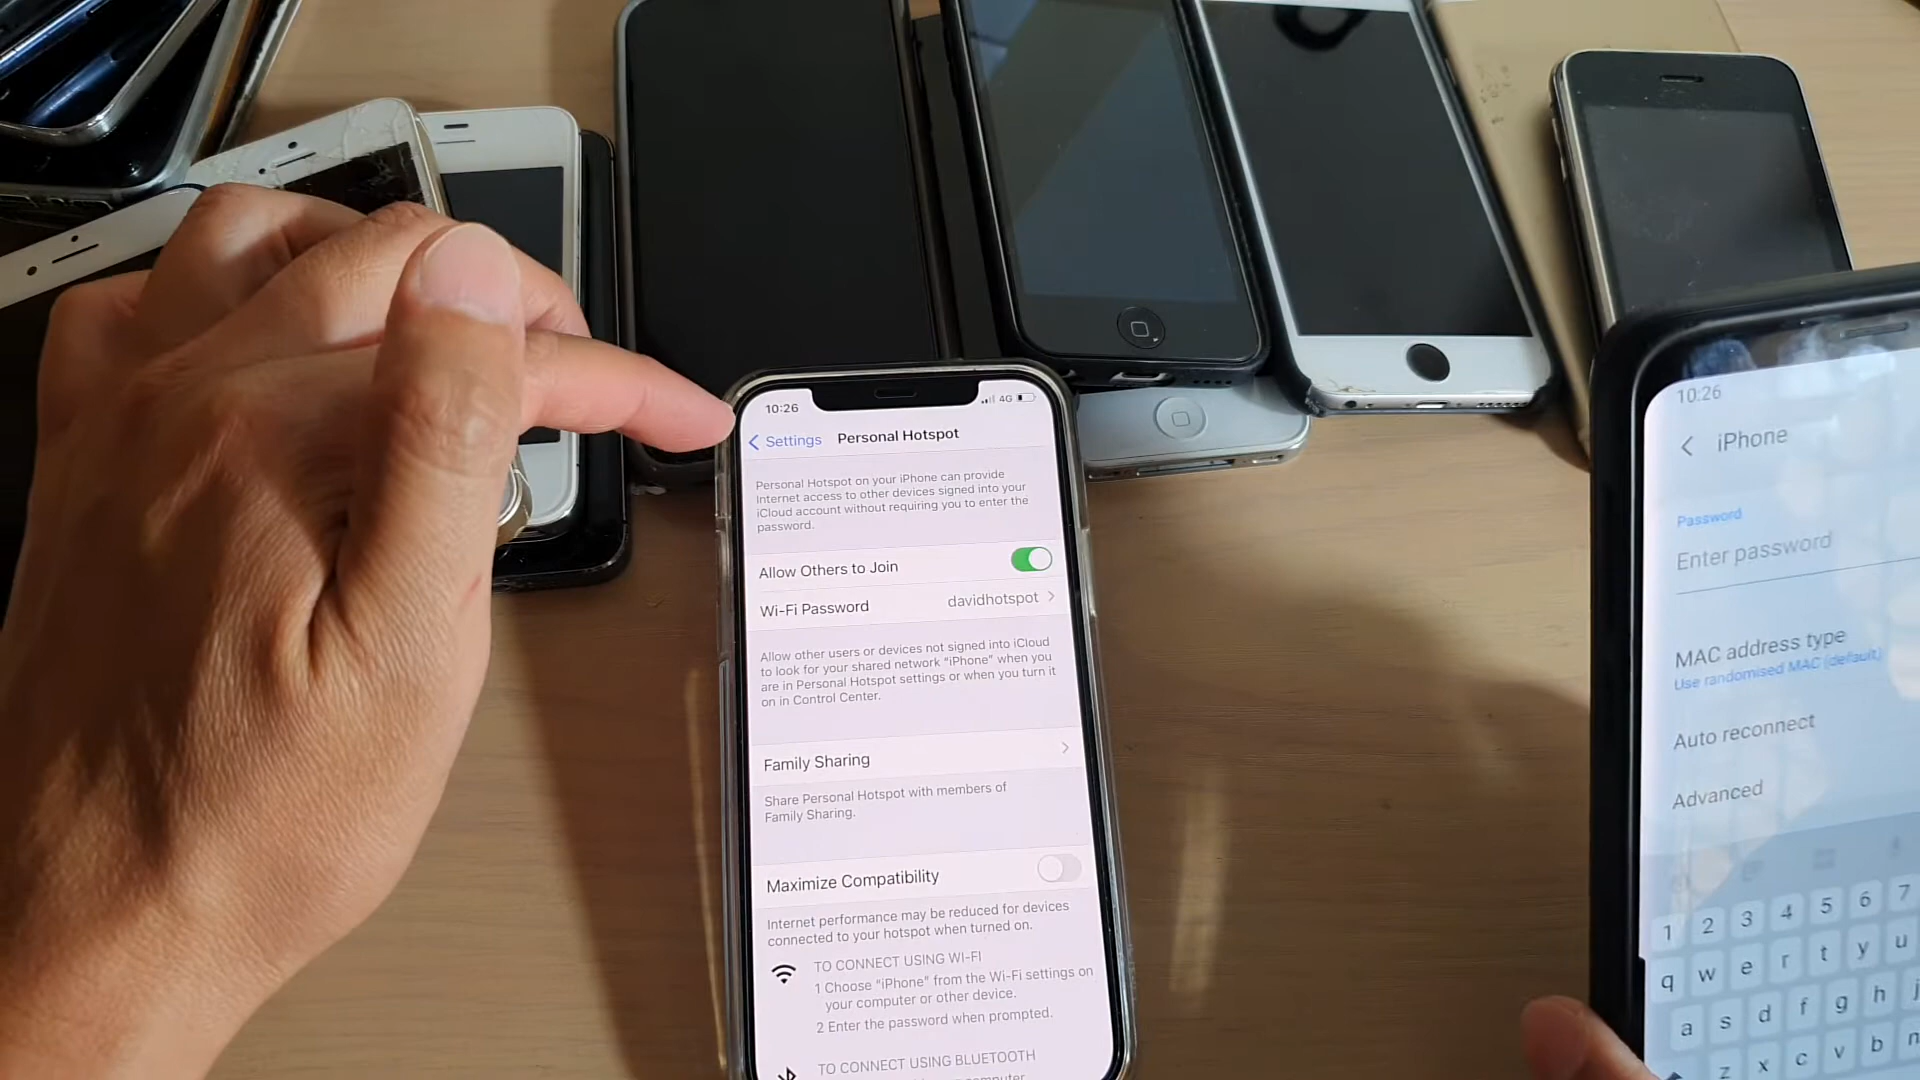 10:26
4G
Settings
Personal Hotspot
Personal Hotspot on your iPhone can provide
Internet access to other devices signed into your
iCloud account without requiring you to enter the
password.
Allow Others to Join
Wi-Fi Password
davidhotspot
Allow other users or devices not signed into iCloud
to look for your shared network “iPhone” when you
are in Personal Hotspot settings or when you turn it
on in Control Center.
Family Sharing
Share Personal Hotspot with members of
Family Sharing.
Maximize Compatibility
Internet performance may be reduced for devices
connected to your hotspot when turned on.
TO CONNECT USING WI-FI
1 Choose “iPhone” from the Wi-Fi settings on
your computer or other device.
2 Enter the password when prompted.
TO CONNECT USING BLUETOOTH
computer
10:26
iPhone
Password
Enter password
MAC address type
Use randomised MAC (default)
Auto reconnect
Advanced
1 2 3 4 5 6 7
q w e r t y u
a s d f g h j
z x c v b n